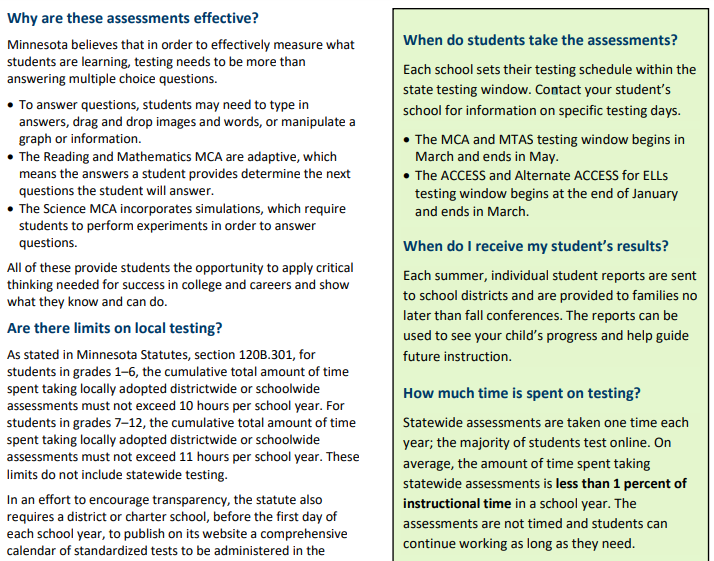 Why are these assessments effective?
Minnesota believes that in order to effectively measure what
students are learning, testing needs to be more than
answering multiple choice questions.
• To answer questions, students may need to type in
answers, drag and drop images and words, or manipulate a
graph or information.
• The Reading and Mathematics MCA are adaptive, which
means the answers a student provides determine the next
questions the student will answer.
• The Science MCA incorporates simulations, which require
students to perform experiments in order to answer
questions.
All of these provide students the opportunity to apply critical
thinking needed for success in college and careers and show
what they know and can do.
Are there limits on local testing?
As stated in Minnesota Statutes, section 120B.301, for
students in grades 1–6, the cumulative total amount of time
spent taking locally adopted districtwide or schoolwide
assessments must not exceed 10 hours per school year. For
students in grades 7–12, the cumulative total amount of time
spent taking locally adopted districtwide or schoolwide
assessments must not exceed 11 hours per school year. These
limits do not include statewide testing.
In an effort to encourage transparency, the statute also
requires a district or charter school, before the first day of
each school year, to publish on its website a comprehensive
calendar of standardized tests to be administered in the
When do students take the assessments?
Each school sets their testing schedule within the
state testing window. Contact your student’s
school for information on specific testing days.
• The MCA and MTAS testing window begins in
March and ends in May.
• The ACCESS and Alternate ACCESS for ELLs
testing window begins at the end of January
and ends in March.
When do I receive my student’s results?
Each summer, individual student reports are sent
to school districts and are provided to families no
later than fall conferences. The reports can be
used to see your child’s progress and help guide
future instruction.
How much time is spent on testing?
Statewide assessments are taken one time each
year; the majority of students test online. On
average, the amount of time spent taking
statewide assessments is less than 1 percent of
instructional time in a school year. The
assessments are not timed and students can
continue working as long as they need.